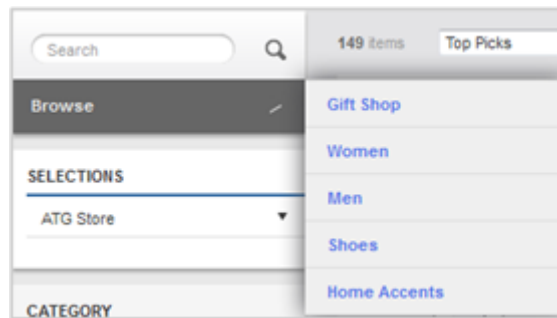 Search
149 items
Top Picks
Browse
Gift Shop
Women
Men
Shoes
Home Accents
SELECTIONS
ATG Store
CATEGORY